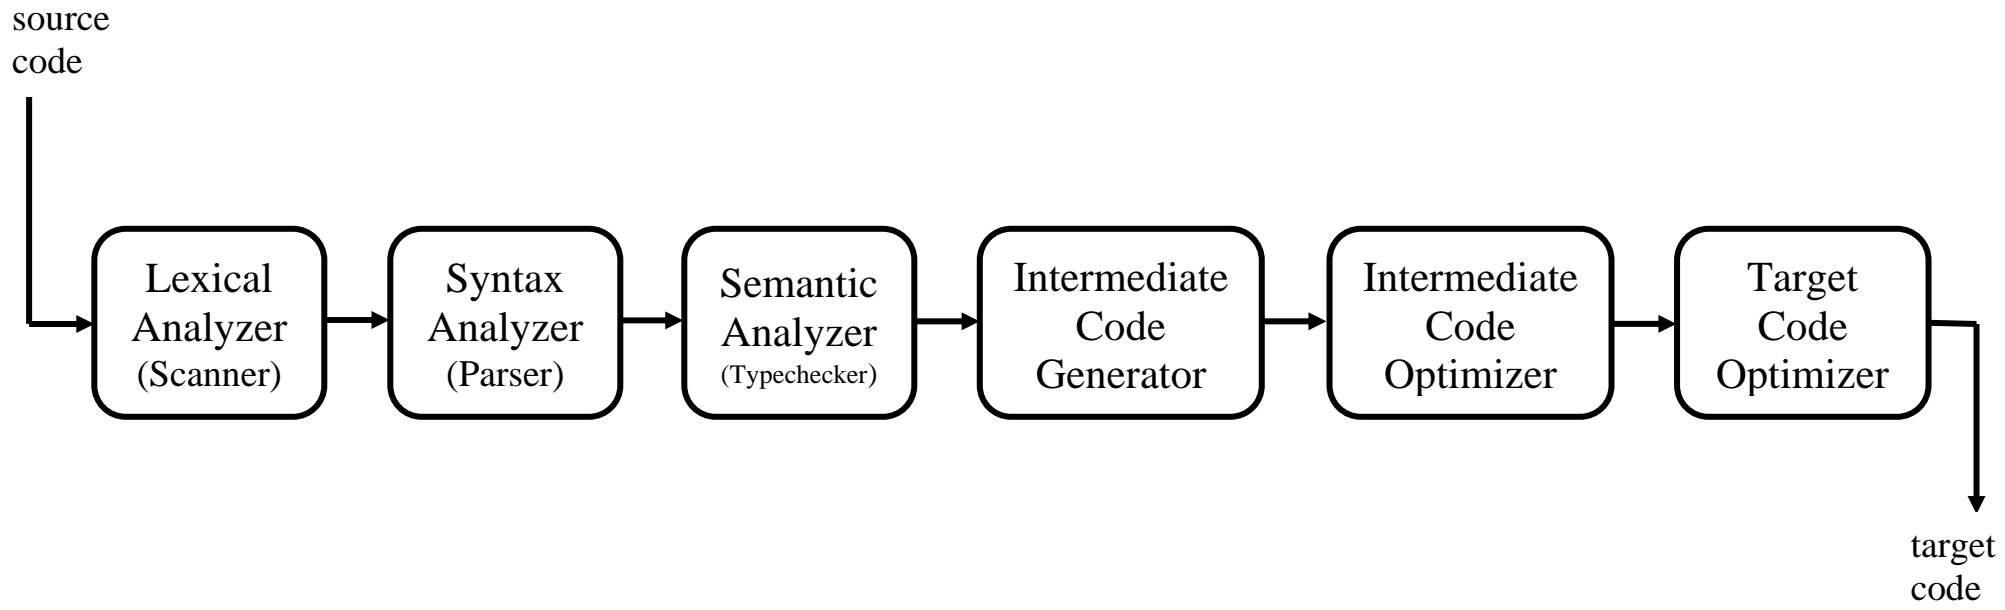 source
code
Lexical
Analyzer
(Scanner)
Syntax
Analyzer
(Parser)
Semantic
Analyzer
(Typechecker)
Intermediate
Code
Generator
Intermediate
Code
Optimizer
Target
Code
Optimizer
target
code